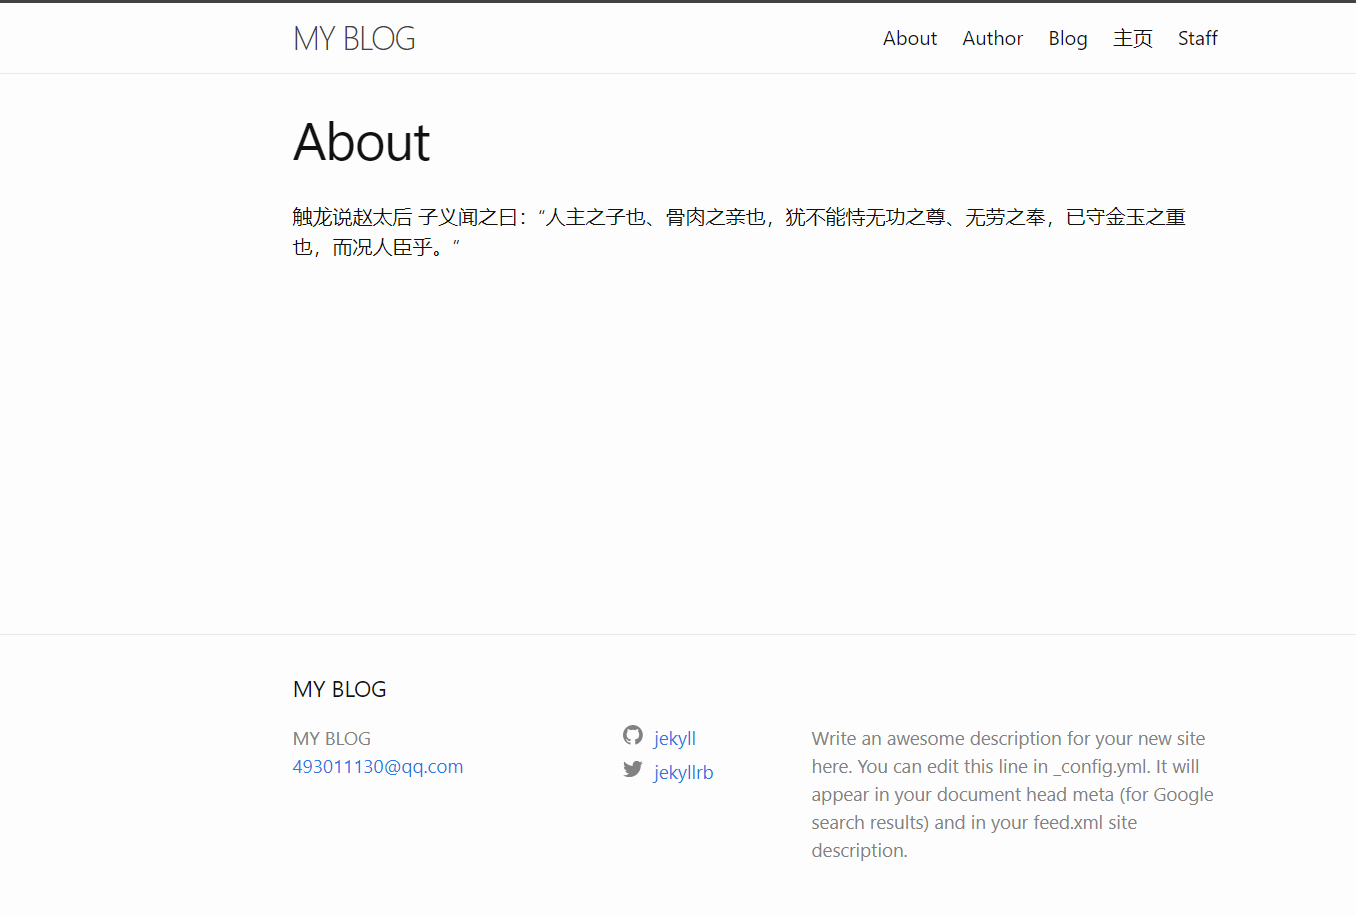 MY BLOG
About Author Blog 主页 Staff
About
触龙说赵太后 子义闻之曰：“人主之子也、骨肉之亲也，犹不能恃无功之尊、无劳之奉，已守金玉之重
也，而况人臣乎。”
MY BLOG
MY BLOG
493011130@qq.com
jekyll
jekyllrb
Write an awesome description for your new site
here. You can edit this line in _config.yml. It will
appear in your document head meta (for Google
search results) and in your feed.xml site
description.